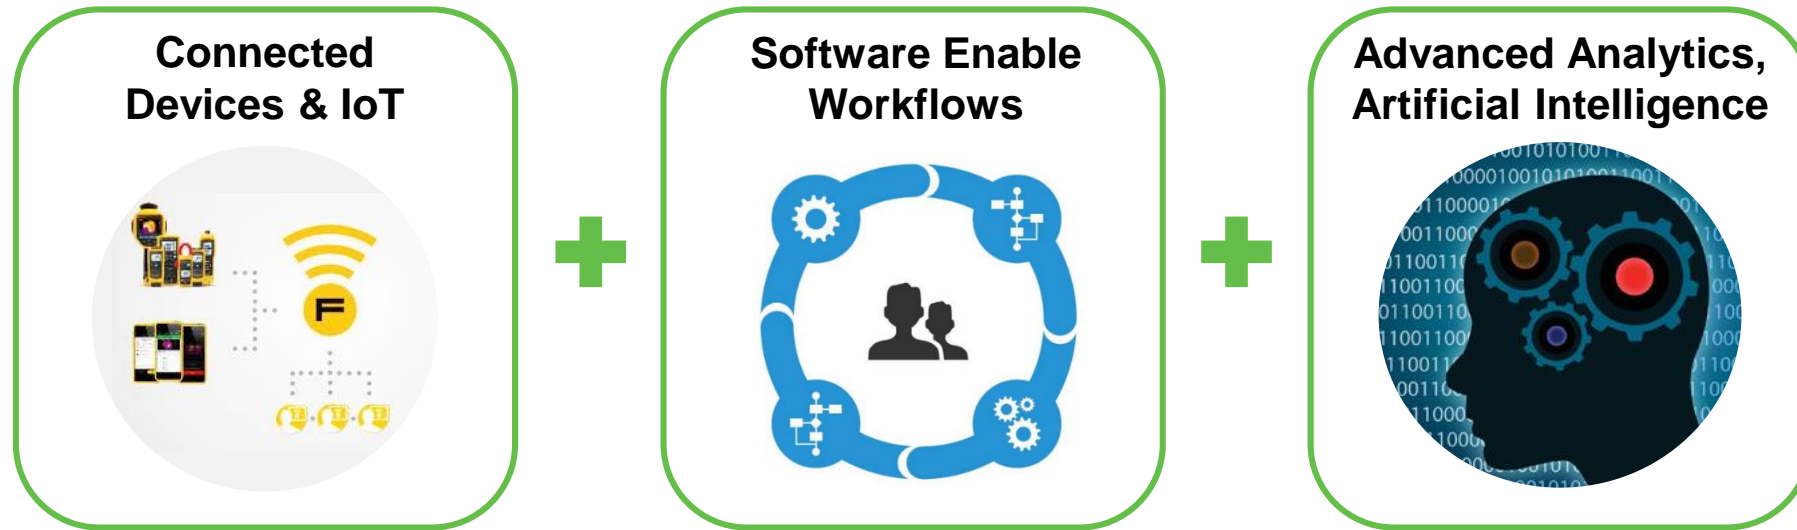 Connected
Devices & IoT
Software Enable
Workflows
Advanced Analytics,
Artificial Intelligence
F